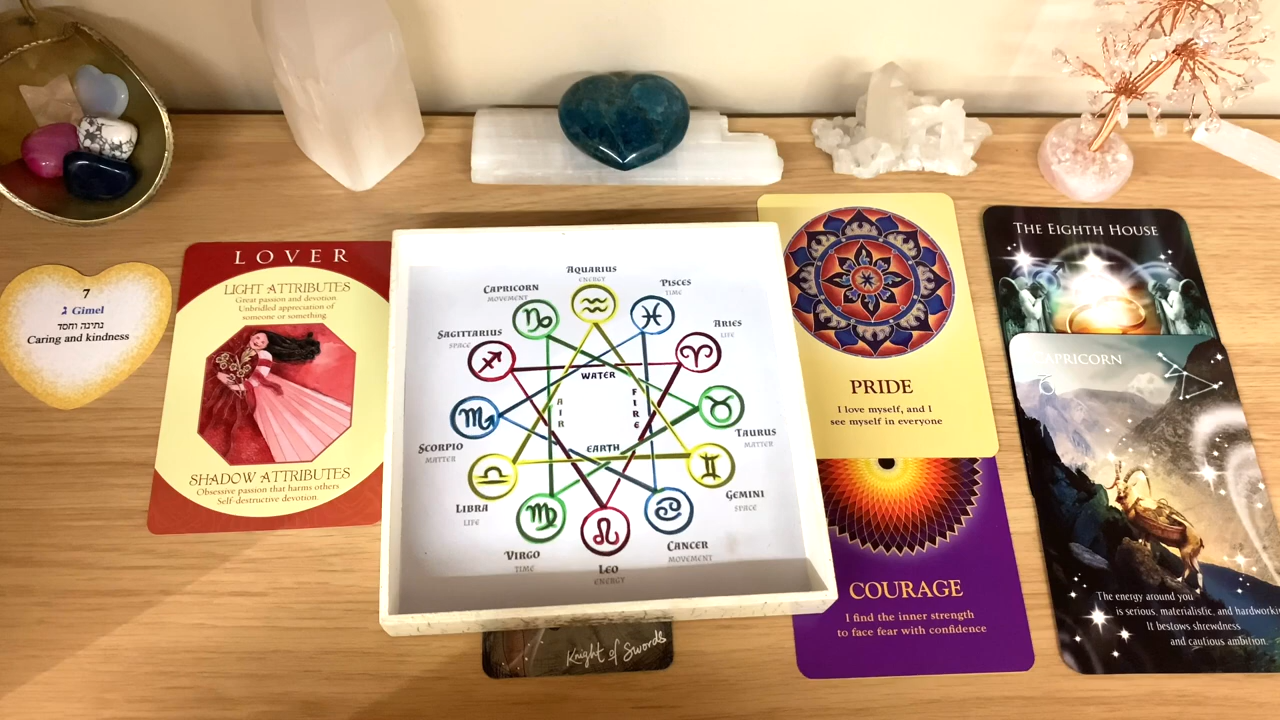 7
ג Gimel
נתינה וחסד
Caring and kindness
LOVER
LIGHT ATTRIBUTES
Great passion and devotion
Unbridled appreciation of
someone or something
SHADOW ATTRIBUTES
Obsessive passion that harms others
Self-destructive devotion
AQUARIUS
ENERGY
PISCES
TIME
ARIES
LIFE
TAURUS
MATTER
GEMINI
SPACE
CANCER
MOVEMENT
LEO
ENERGY
VIRGO
TIME
LIBRA
LIFE
SCORPIO
MATTER
SAGITTARIUS
SPACE
CAPRICORN
MOVEMENT
WATER
AIR
FIRE
EARTH
Knight of Swords
PRIDE
I love myself, and I
see myself in everyone
COURAGE
I find the inner strength
to face fear with confidence
THE EIGHTH HOUSE
APRICORN
The energy around you
is serious, materialistic, and hardworkin
It bestows shrewdness
and cautious ambition.